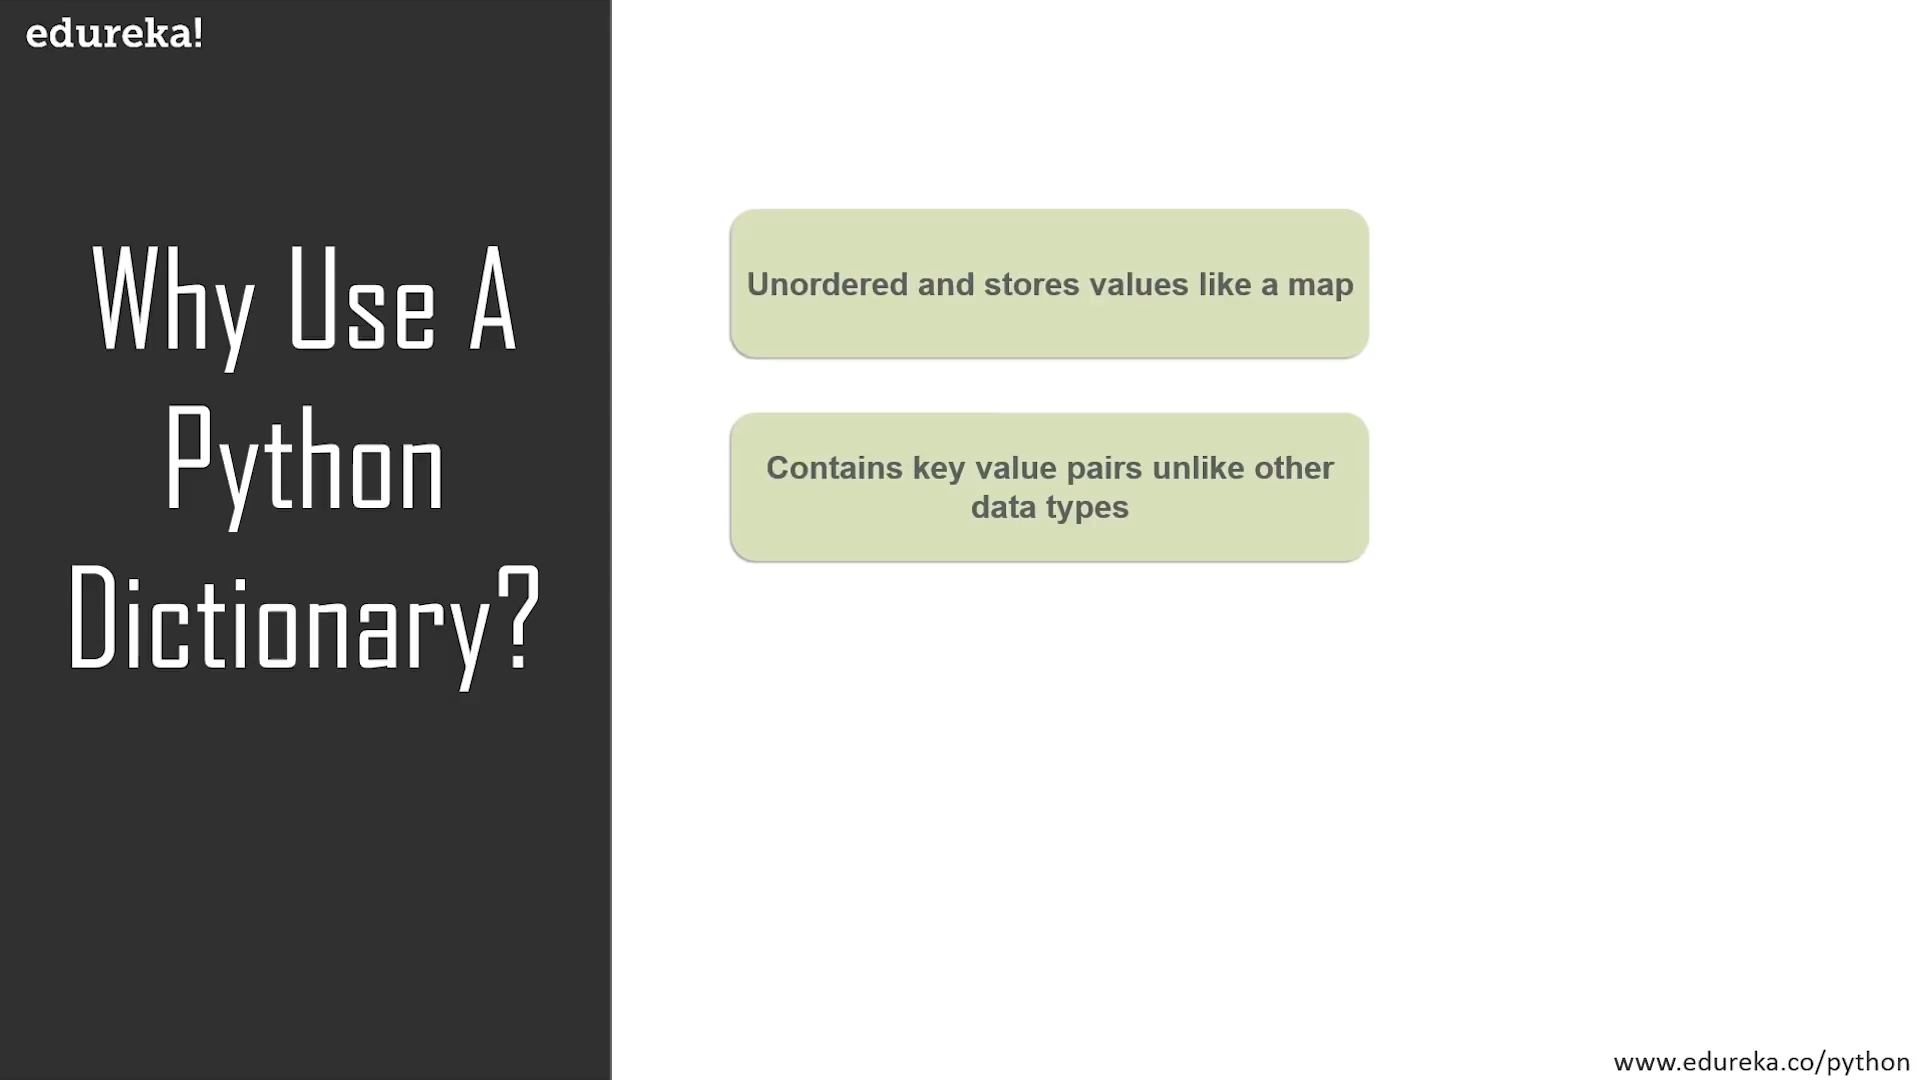 edureka!
Why Use A
Python
Dictionary?
Unordered and stores values like a map
Contains key value pairs unlike other
data types
www.edureka.co/python